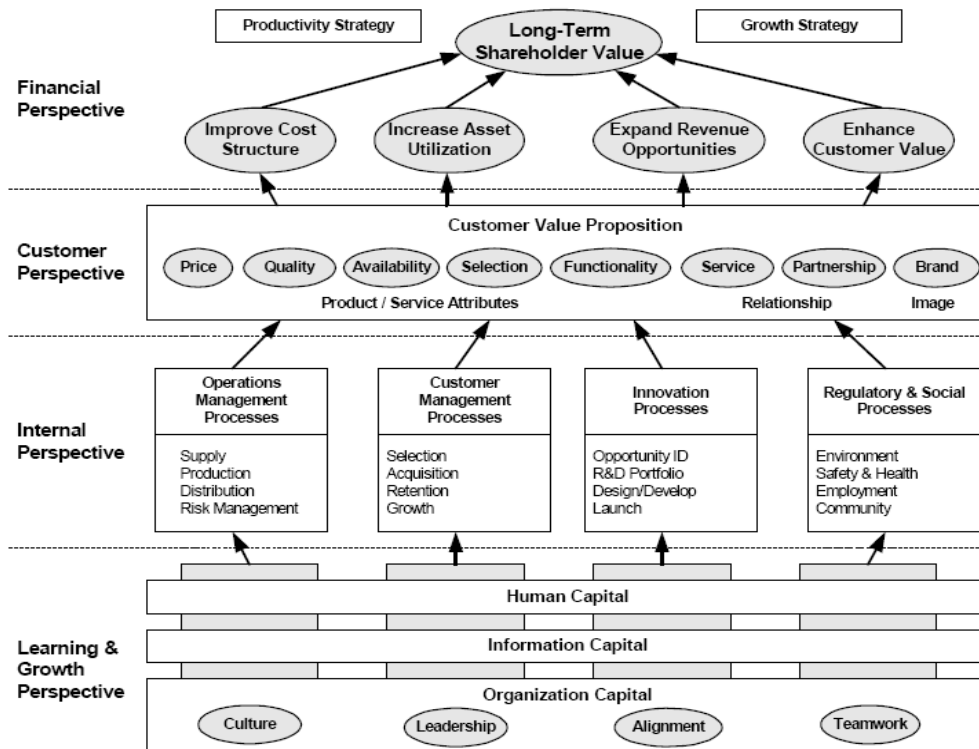 Productivity Strategy
Long-Term
Shareholder Value
Growth Strategy
Financial
Perspective
Improve Cost
Structure
Increase Asset
Utilization
Expand Revenue
Opportunities
Enhance
Customer Value
Customer
Perspective
Customer Value Proposition
Price
Quality
Availability
Selection
Functionality
Service
Partnership
Brand
Product / Service Attributes
Relationship
Image
Internal
Perspective
Operations
Management
Processes
Supply
Production
Distribution
Risk Management
Customer
Management
Processes
Selection
Acquisition
Retention
Growth
Innovation
Processes
Opportunity ID
R&D Portfolio
Design/Develop
Launch
Regulatory & Social
Processes
Environment
Safety & Health
Employment
Community
Learning &
Growth
Perspective
Human Capital
Information Capital
Organization Capital
Culture
Leadership
Alignment
Teamwork